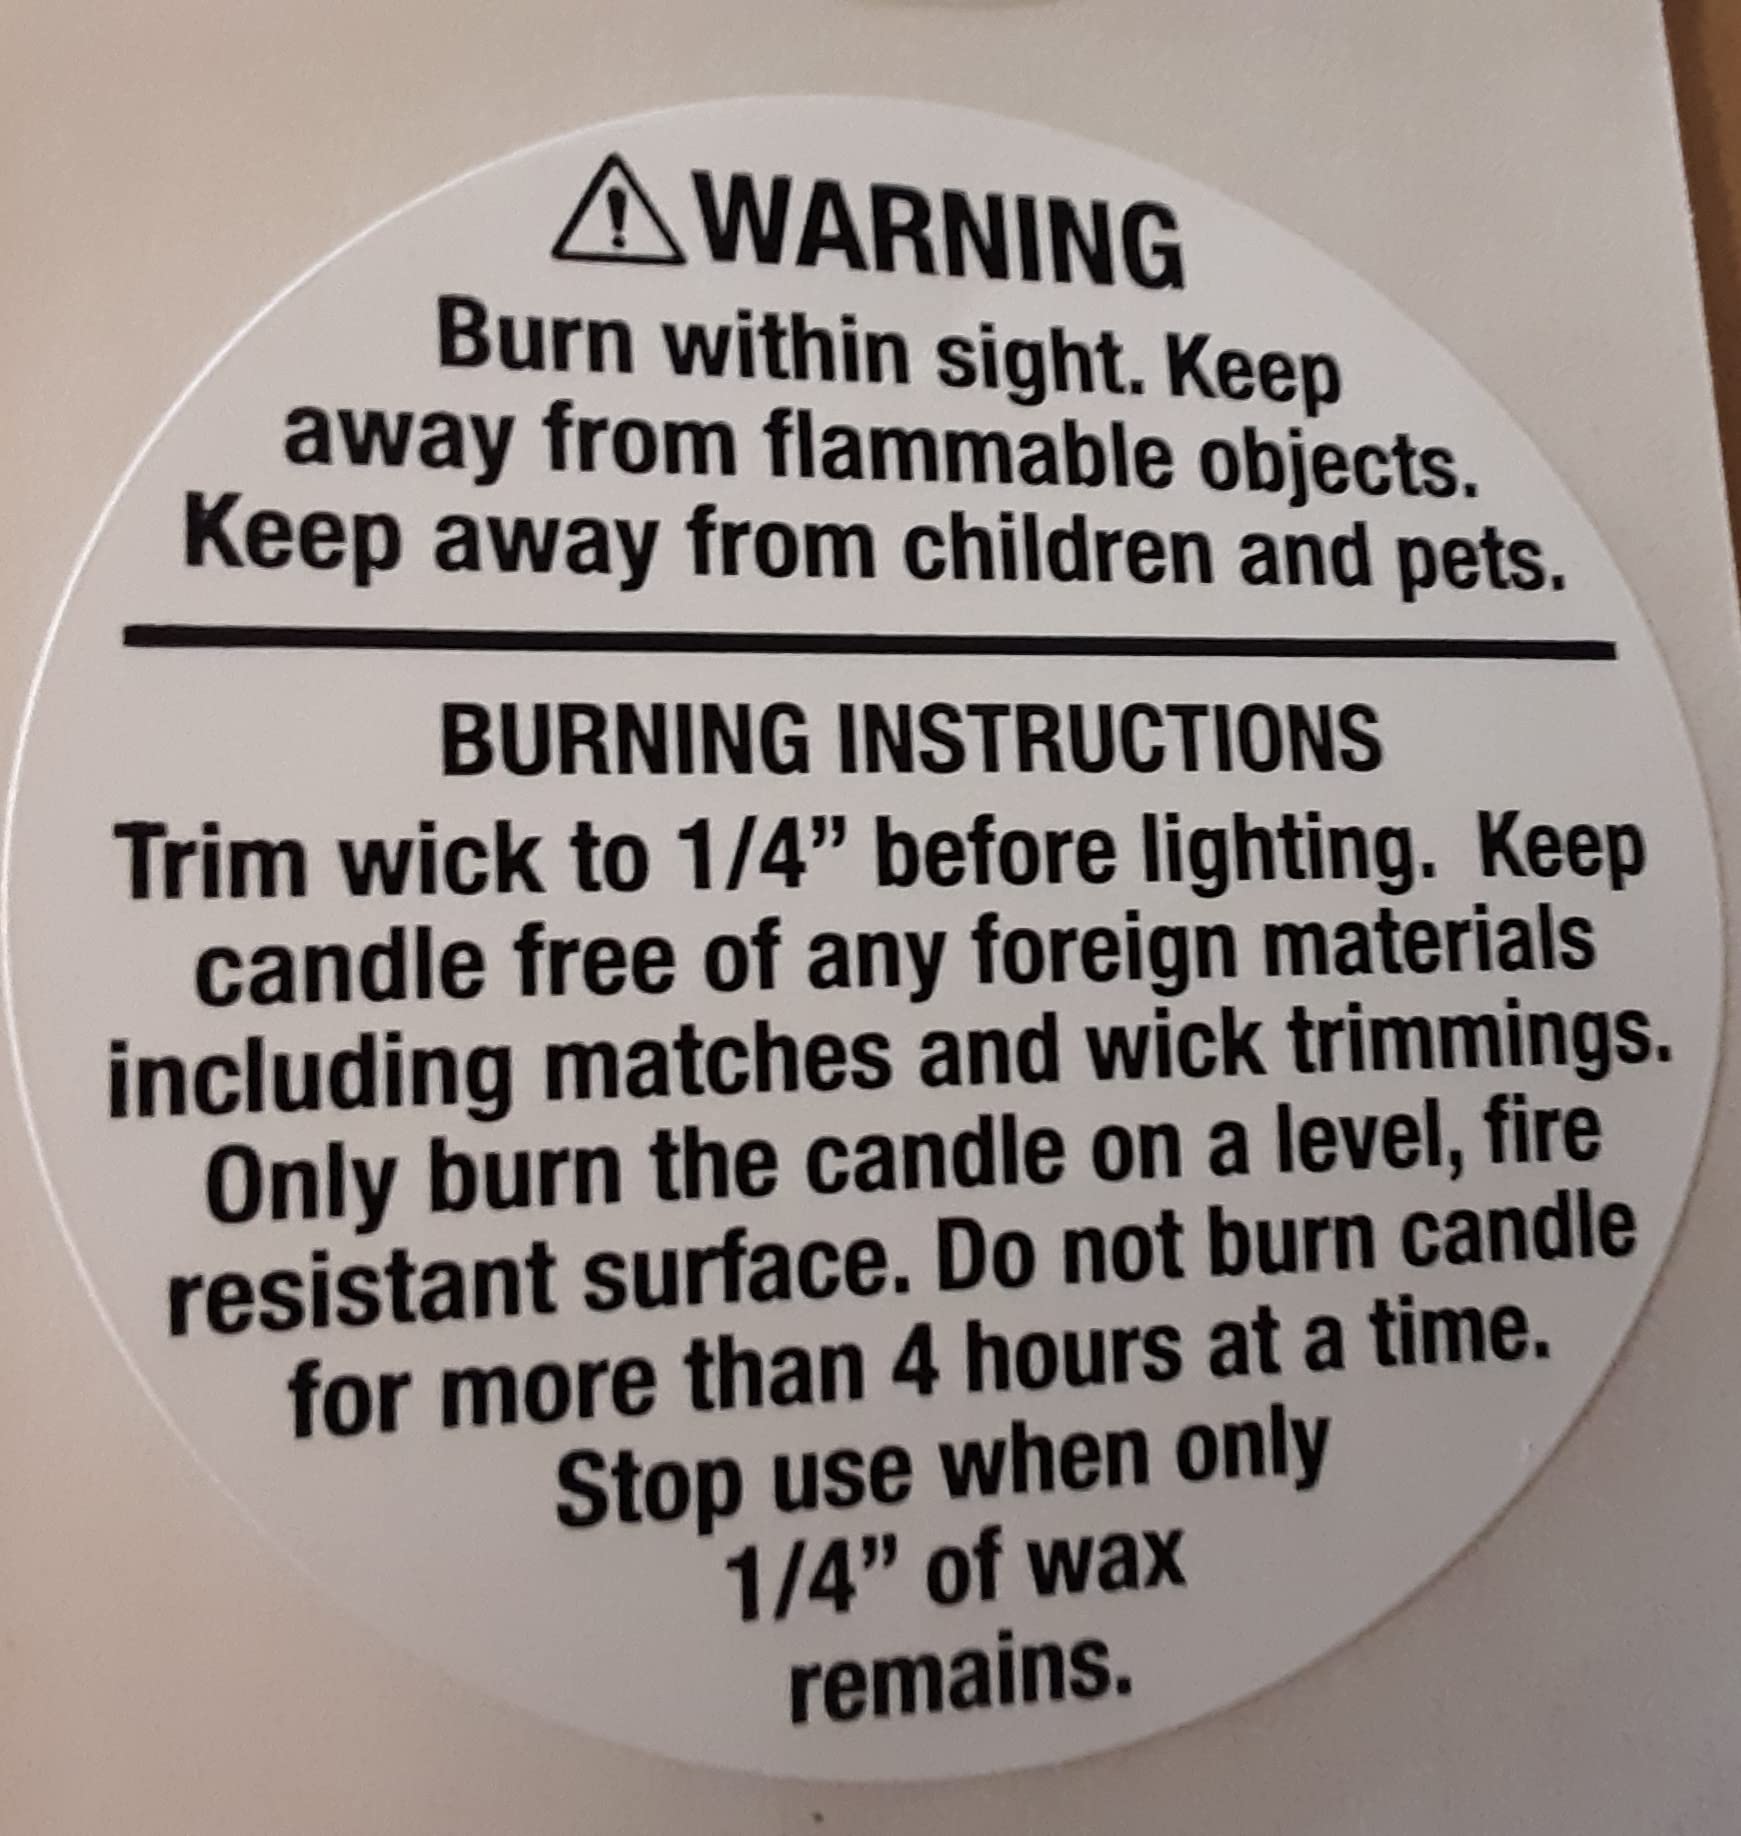 ⚠WARNING
Burn within sight. Keep
away from flammable objects.
Keep away from children and pets.
BURNING INSTRUCTIONS
Trim wick to 1/4” before lighting. Keep
candle free of any foreign materials
including matches and wick trimmings.
Only burn the candle on a level, fire
resistant surface. Do not burn candle
for more than 4 hours at a time.
Stop use when only
1/4” of wax
remains.